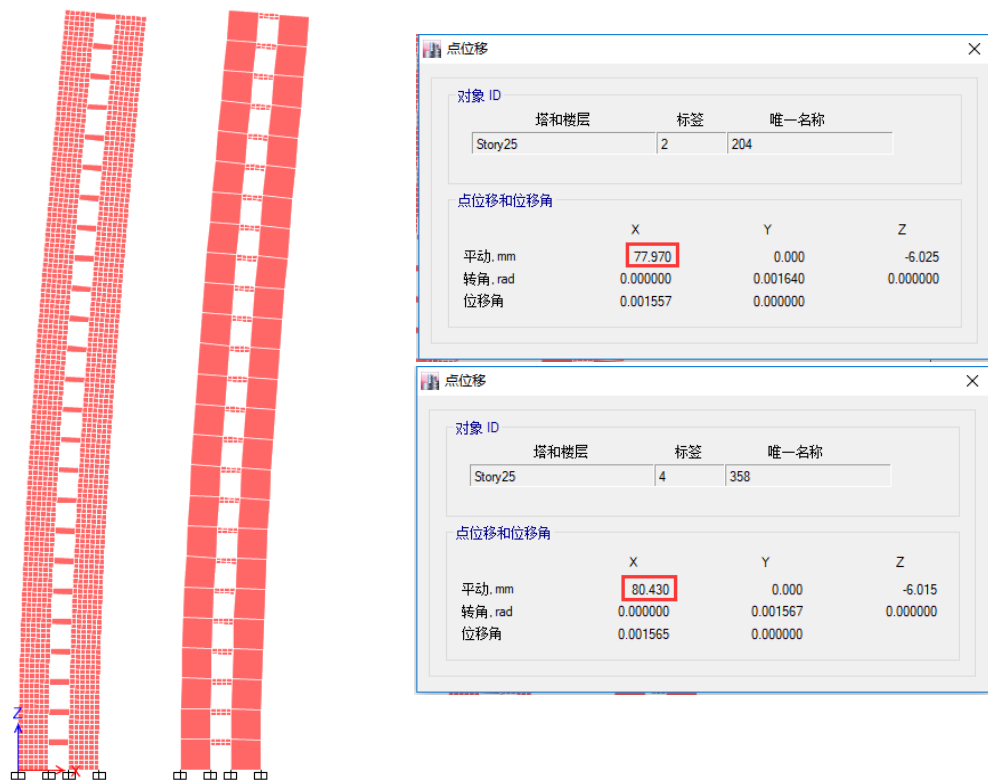 点位移
对象 ID
塔和楼层 标签 唯一名称
Story25 2 204
点位移和位移角
X Y Z
平动, mm 77.970 0.000 -6.025
转角, rad 0.000000 0.001640 0.000000
位移角 0.001557 0.000000
点位移
对象 ID
塔和楼层 标签 唯一名称
Story25 4 358
点位移和位移角
X Y Z
平动, mm 80.430 0.000 -6.015
转角, rad 0.000000 0.001567 0.000000
位移角 0.001565 0.000000
Z
X